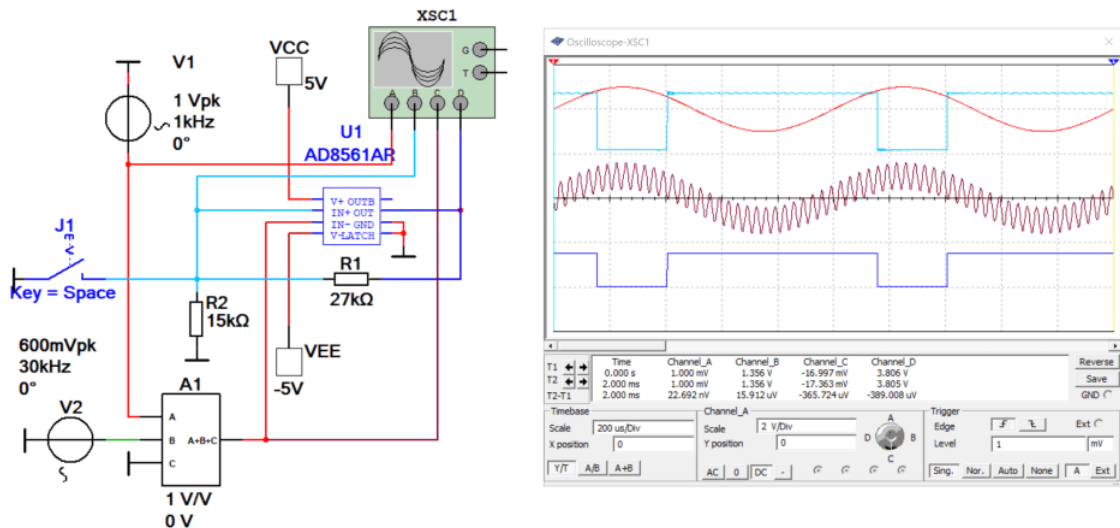 XSC1
G
T
A B C D
V1
1 Vpk
1kHz
0°
VCC
5V
U1
AD8561AR
V+ OUTB
IN+ OUT
IN- GND
V-LATCH
J1
Key = Space
R1
27kΩ
R2
15kΩ
VEE
-5V
600mVpk
30kHz
0°
V2
A1
A
B
C
A+B+C
1 V/V
0 V
Oscilloscope-XSC1
Time Channel_A Channel_B Channel_C Channel_D
T1 0.000 s 1.000 mV 1.356 V -16.997 mV 3.806 V
T2 2.000 ms 1.000 mV 1.356 V -17.363 mV 3.805 V
T2-T1 2.000 ms 22.692 nV 15.912 uV -365.724 uV -389.008 uV
Reverse
Save
GND
Timebase
Scale 200 us/Div
X position 0
Y/T A/B A+B
Channel_A
Scale 2 V/Div
Y position 0
AC 0 DC -
A
D B
C
Trigger
Edge Ext
Level 1 mV
Sing. Nor. Auto None A Ext